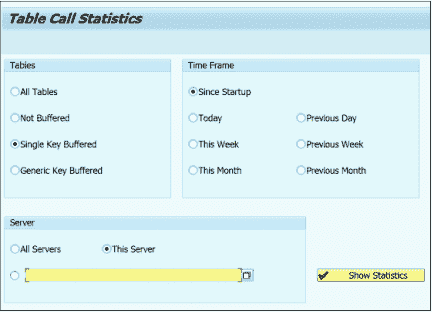 Table Call Statistics
Tables
All Tables
Not Buffered
Single Key Buffered
Generic Key Buffered
Time Frame
Since Startup
Today
Previous Day
This Week
Previous Week
This Month
Previous Month
Server
All Servers
This Server
Show Statistics